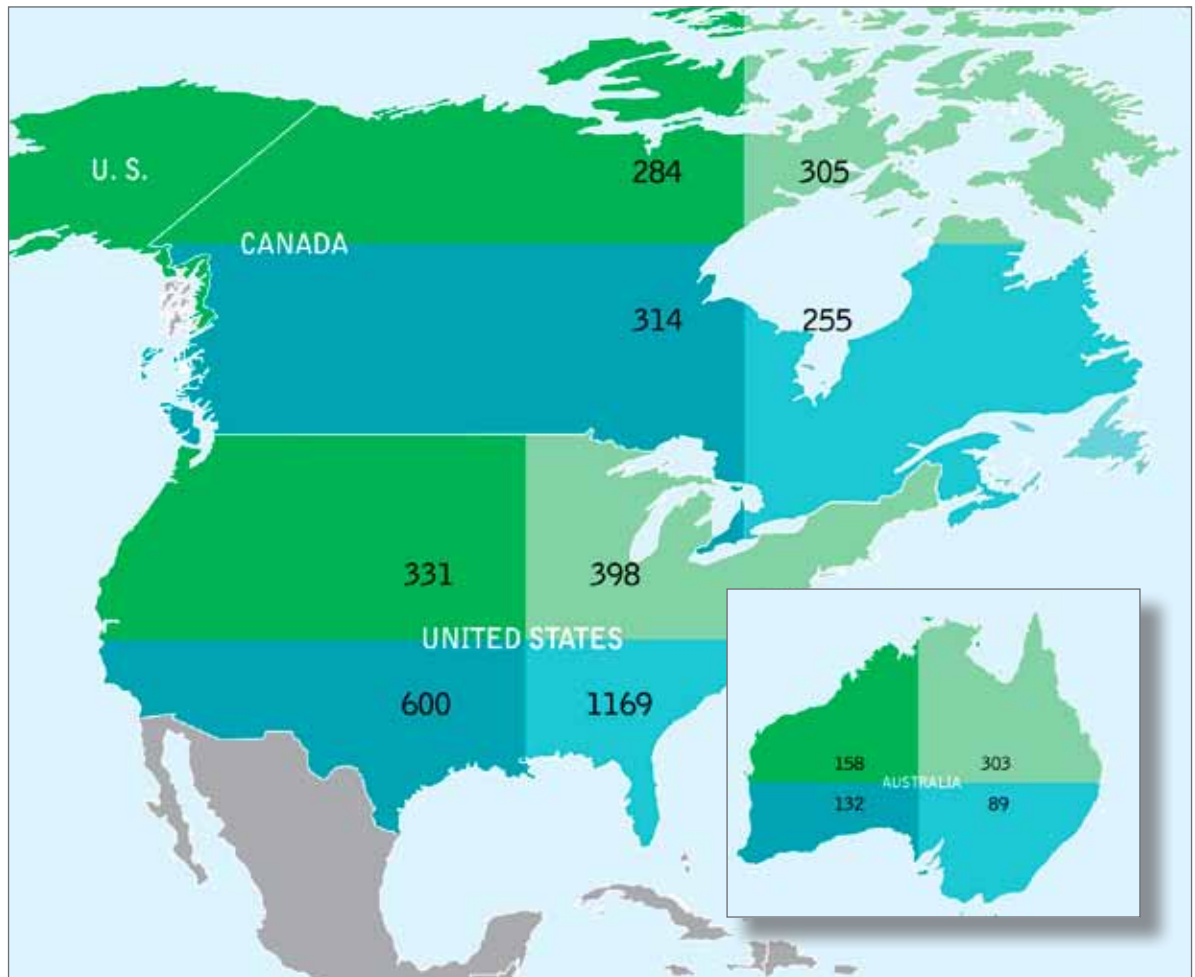 U. S.
284 305
CANADA
314 255
331 398
UNITED STATES
600 1169
158 303
AUSTRALIA
132 89